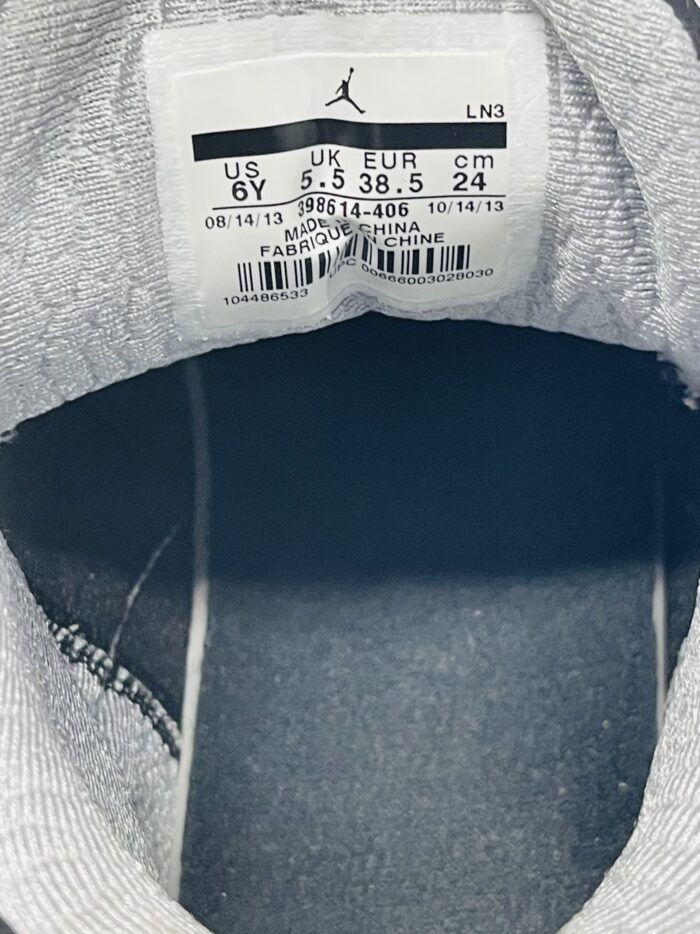 LN3
US UK EUR cm
6Y 5.5 38.5 24
08/14/13 398614-406 10/14/13
MADE CHINA
FABRIQUE CHINE
UPC 00666003028030
104486533